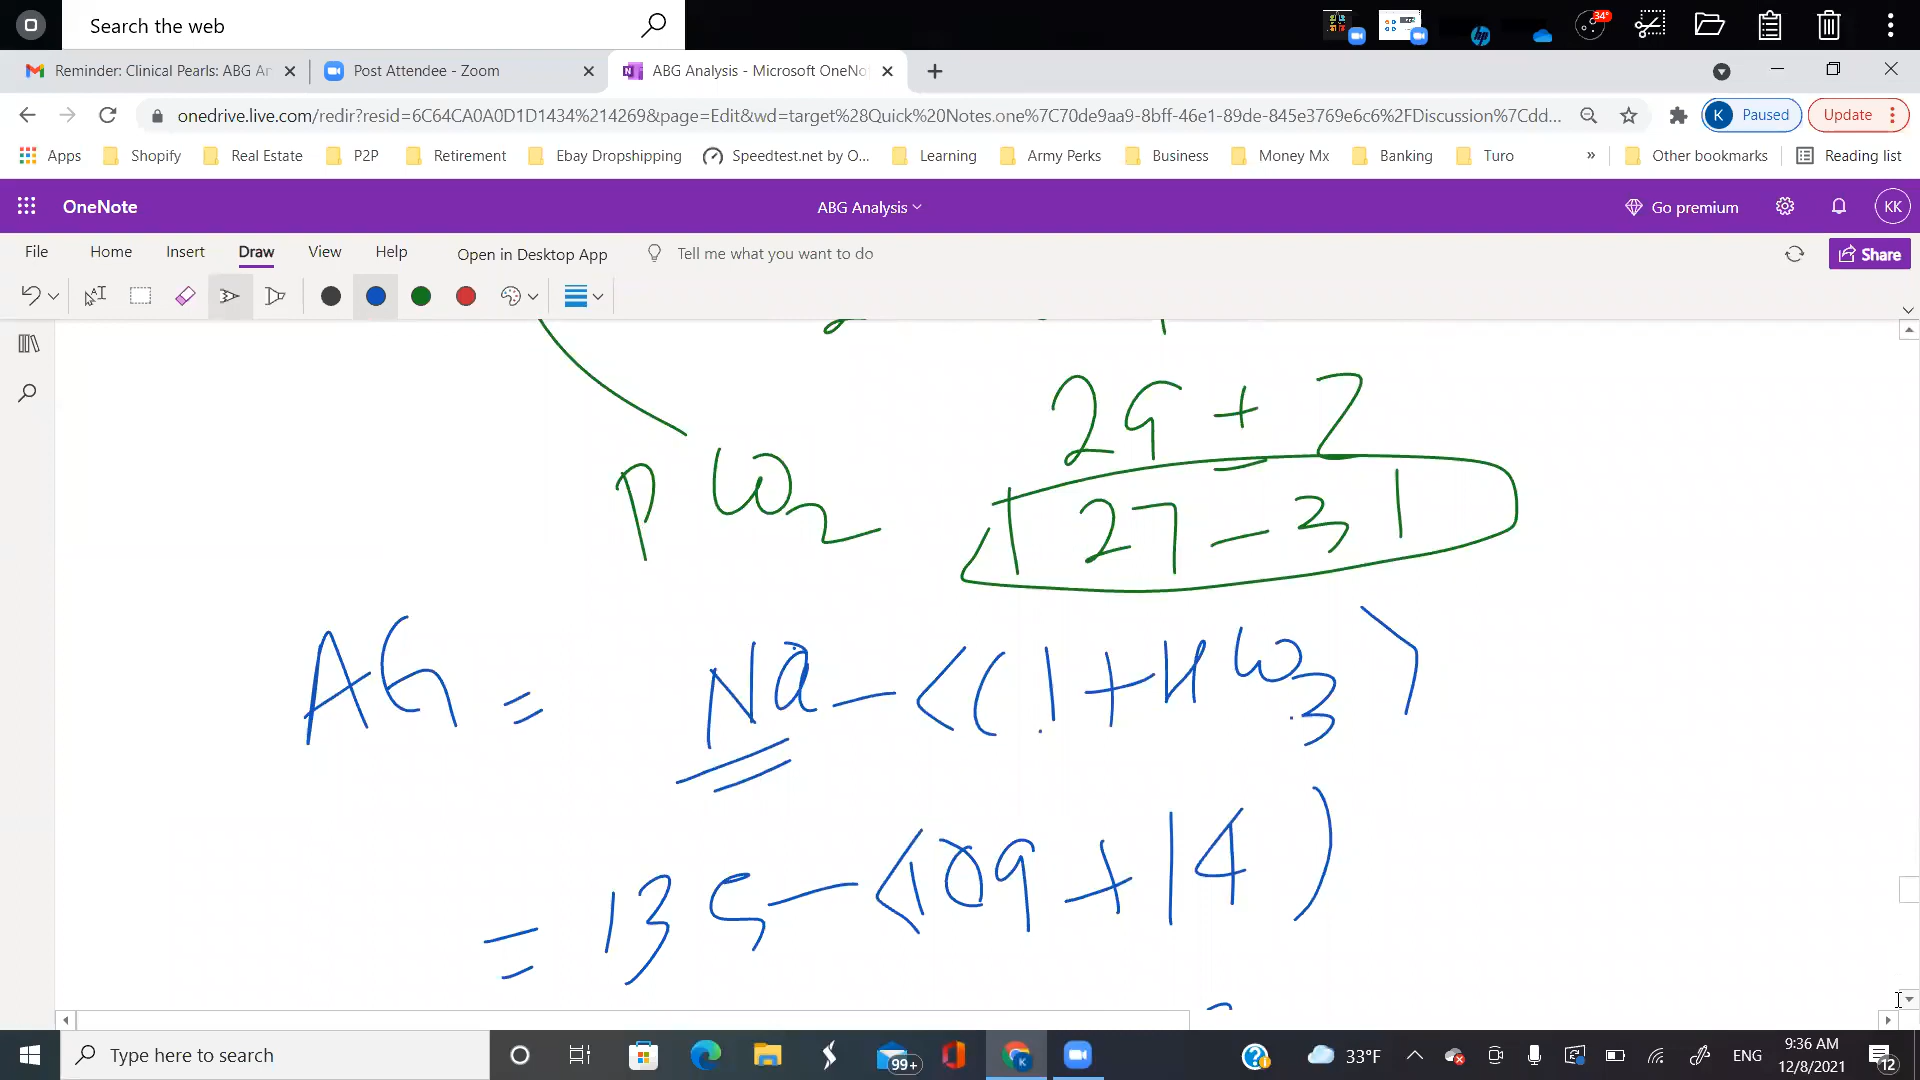 Search the web
34°
Reminder: Clinical Pearls: ABG Ar
Post Attendee - Zoom
ABG Analysis - Microsoft OneNo
onedrive.live.com/redir?resid=6C64CA0A0D1D1434%214269&page=Edit&wd=target%28Quick%20Notes.one%7C70de9aa9-8bff-46e1-89de-845e3769e6c6%2FDiscussion%7Cdd...
K Paused
Update
Apps Shopify Real Estate P2P Retirement Ebay Dropshipping Speedtest.net by O... Learning Army Perks Business Money Mx Banking Turo » Other bookmarks Reading list
OneNote
ABG Analysis
Go premium
KK
File Home Insert Draw View Help Open in Desktop App Tell me what you want to do
Share
29 + 2
PCO2
27 - 31
AG = Na - (Cl + HCO3)
= 135 - (109 + 14)
Type here to search
99+
33°F
ENG
9:36 AM
12/8/2021
12